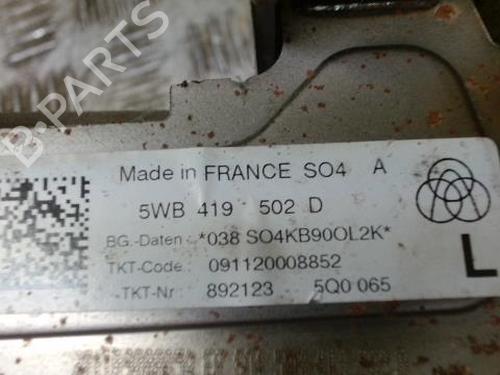 B-PARTS
Made in FRANCE SO4 A
5WB 419 502 D
BG.-Daten : *038 SO4KB90OL2K*
TKT-Code: 091120008852
-TKT-Nr 892123 5Q0 065
L